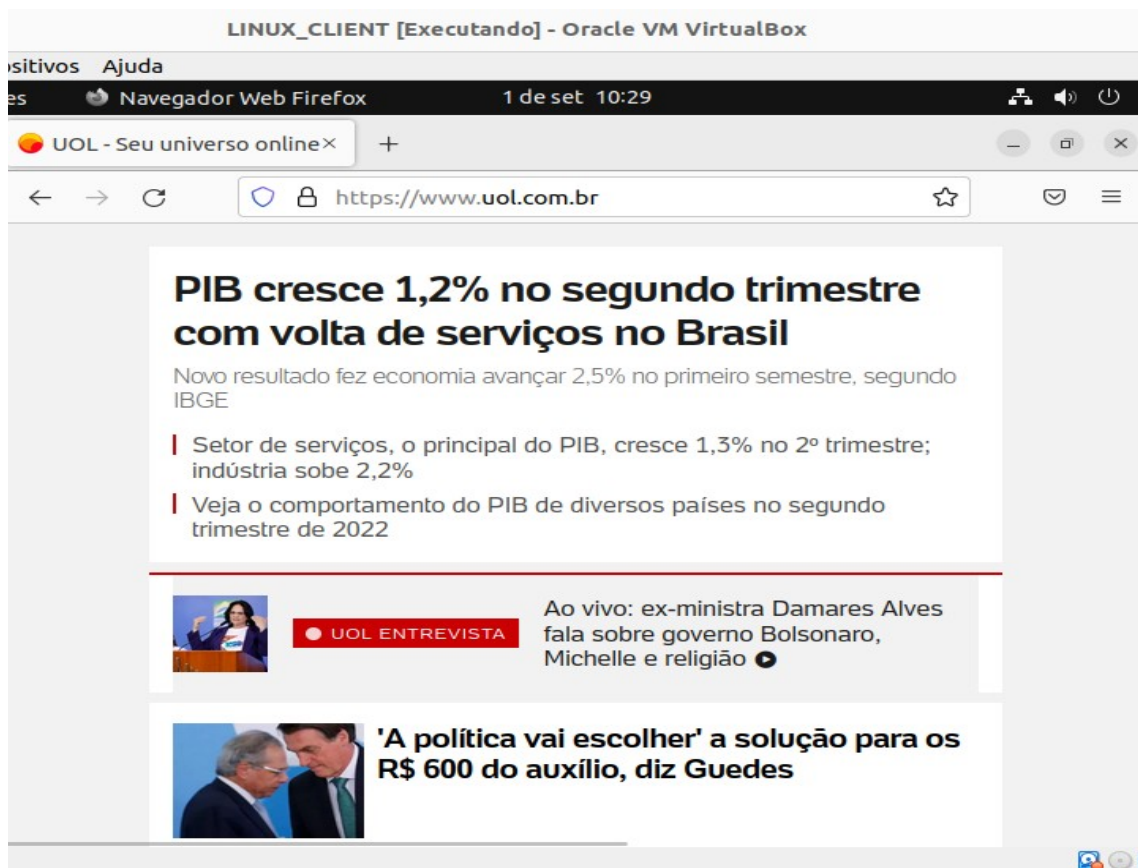 LINUX_CLIENT [Executando] - Oracle VM VirtualBox
ositivos Ajuda
es Navegador Web Firefox 1 de set 10:29
UOL - Seu universo online
https://www.uol.com.br
PIB cresce 1,2% no segundo trimestre
com volta de serviços no Brasil
Novo resultado fez economia avançar 2,5% no primeiro semestre, segundo
IBGE
Setor de serviços, o principal do PIB, cresce 1,3% no 2º trimestre;
indústria sobe 2,2%
Veja o comportamento do PIB de diversos países no segundo
trimestre de 2022
UOL ENTREVISTA
Ao vivo: ex-ministra Damares Alves
fala sobre governo Bolsonaro,
Michelle e religião
'A política vai escolher' a solução para os
R$ 600 do auxílio, diz Guedes